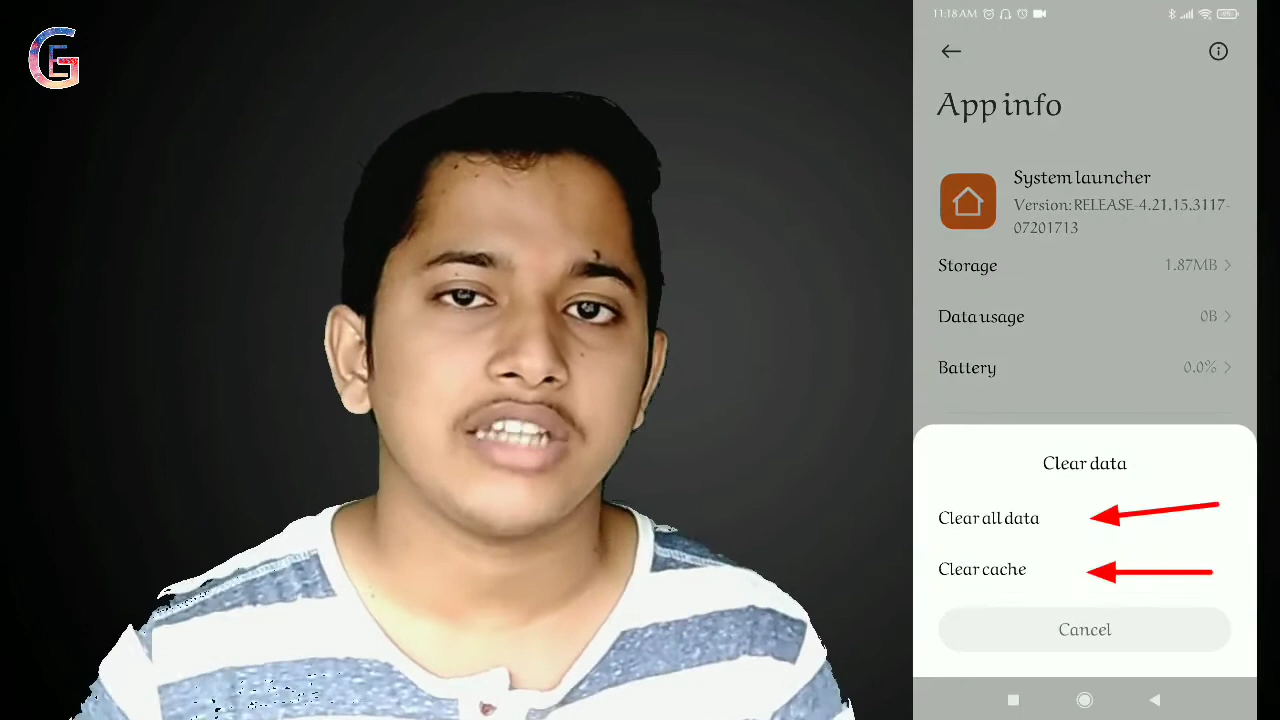 GE
11:18 AM
App info
System launcher
Version: RELEASE-4.21.15.3117-
07201713
Storage 1.87MB
Data usage 0B
Battery 0.0%
Clear data
Clear all data
Clear cache
Cancel